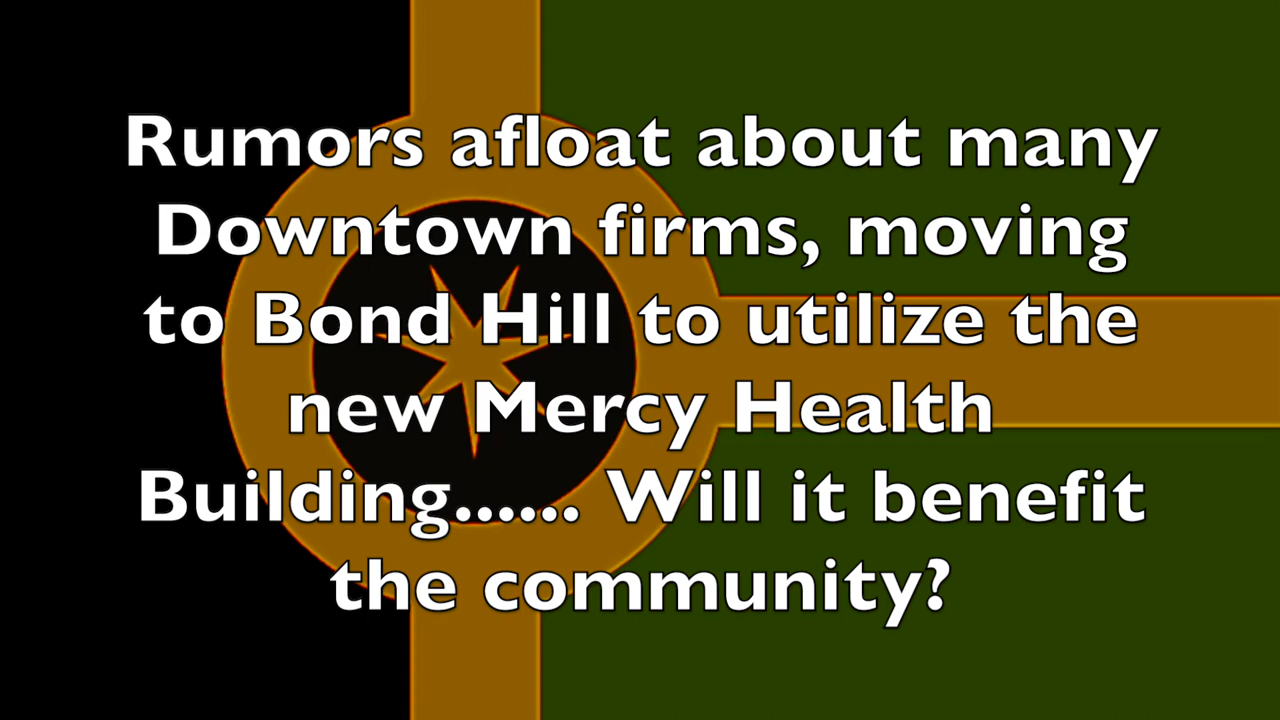 Rumors afloat about many
Downtown firms, moving
to Bond Hill to utilize the
new Mercy Health
Building...... Will it benefit
the community?